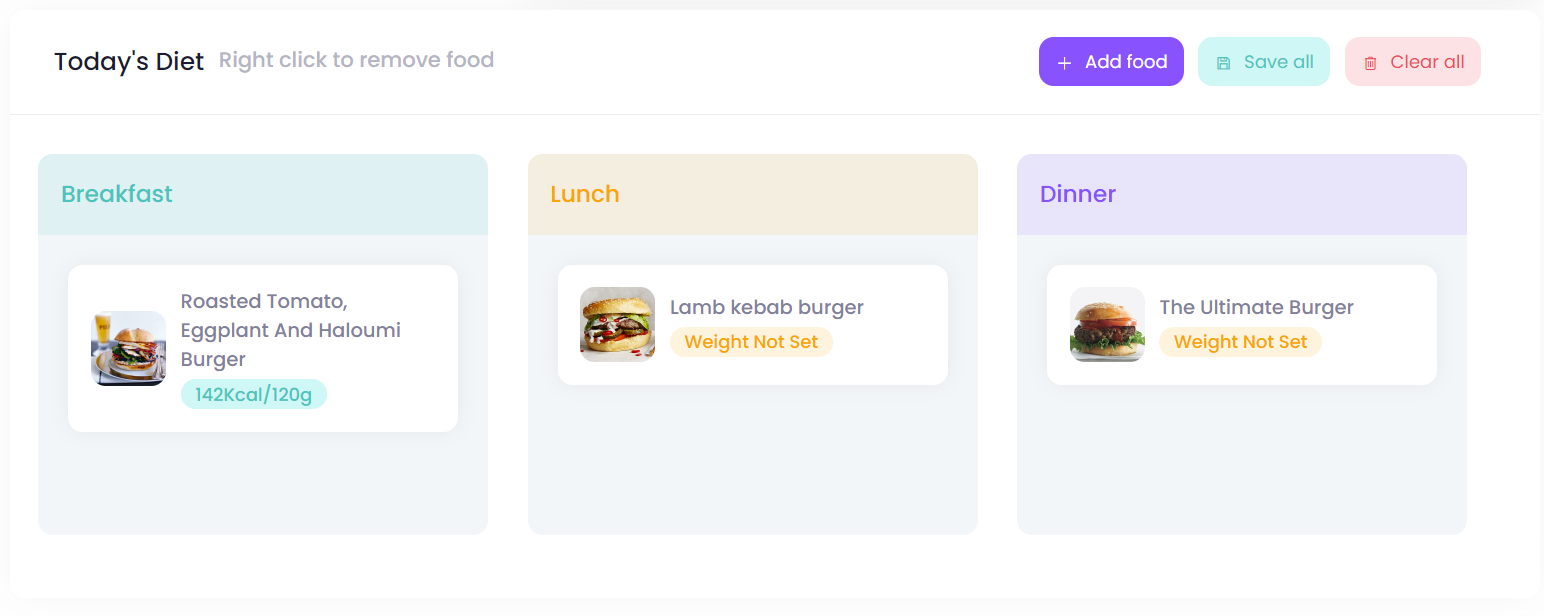 Today's Diet Right click to remove food
Add food
Save all
Clear all
Breakfast
Roasted Tomato,
Eggplant And Haloumi
Burger
142Kcal/120g
Lunch
Lamb kebab burger
Weight Not Set
Dinner
The Ultimate Burger
Weight Not Set